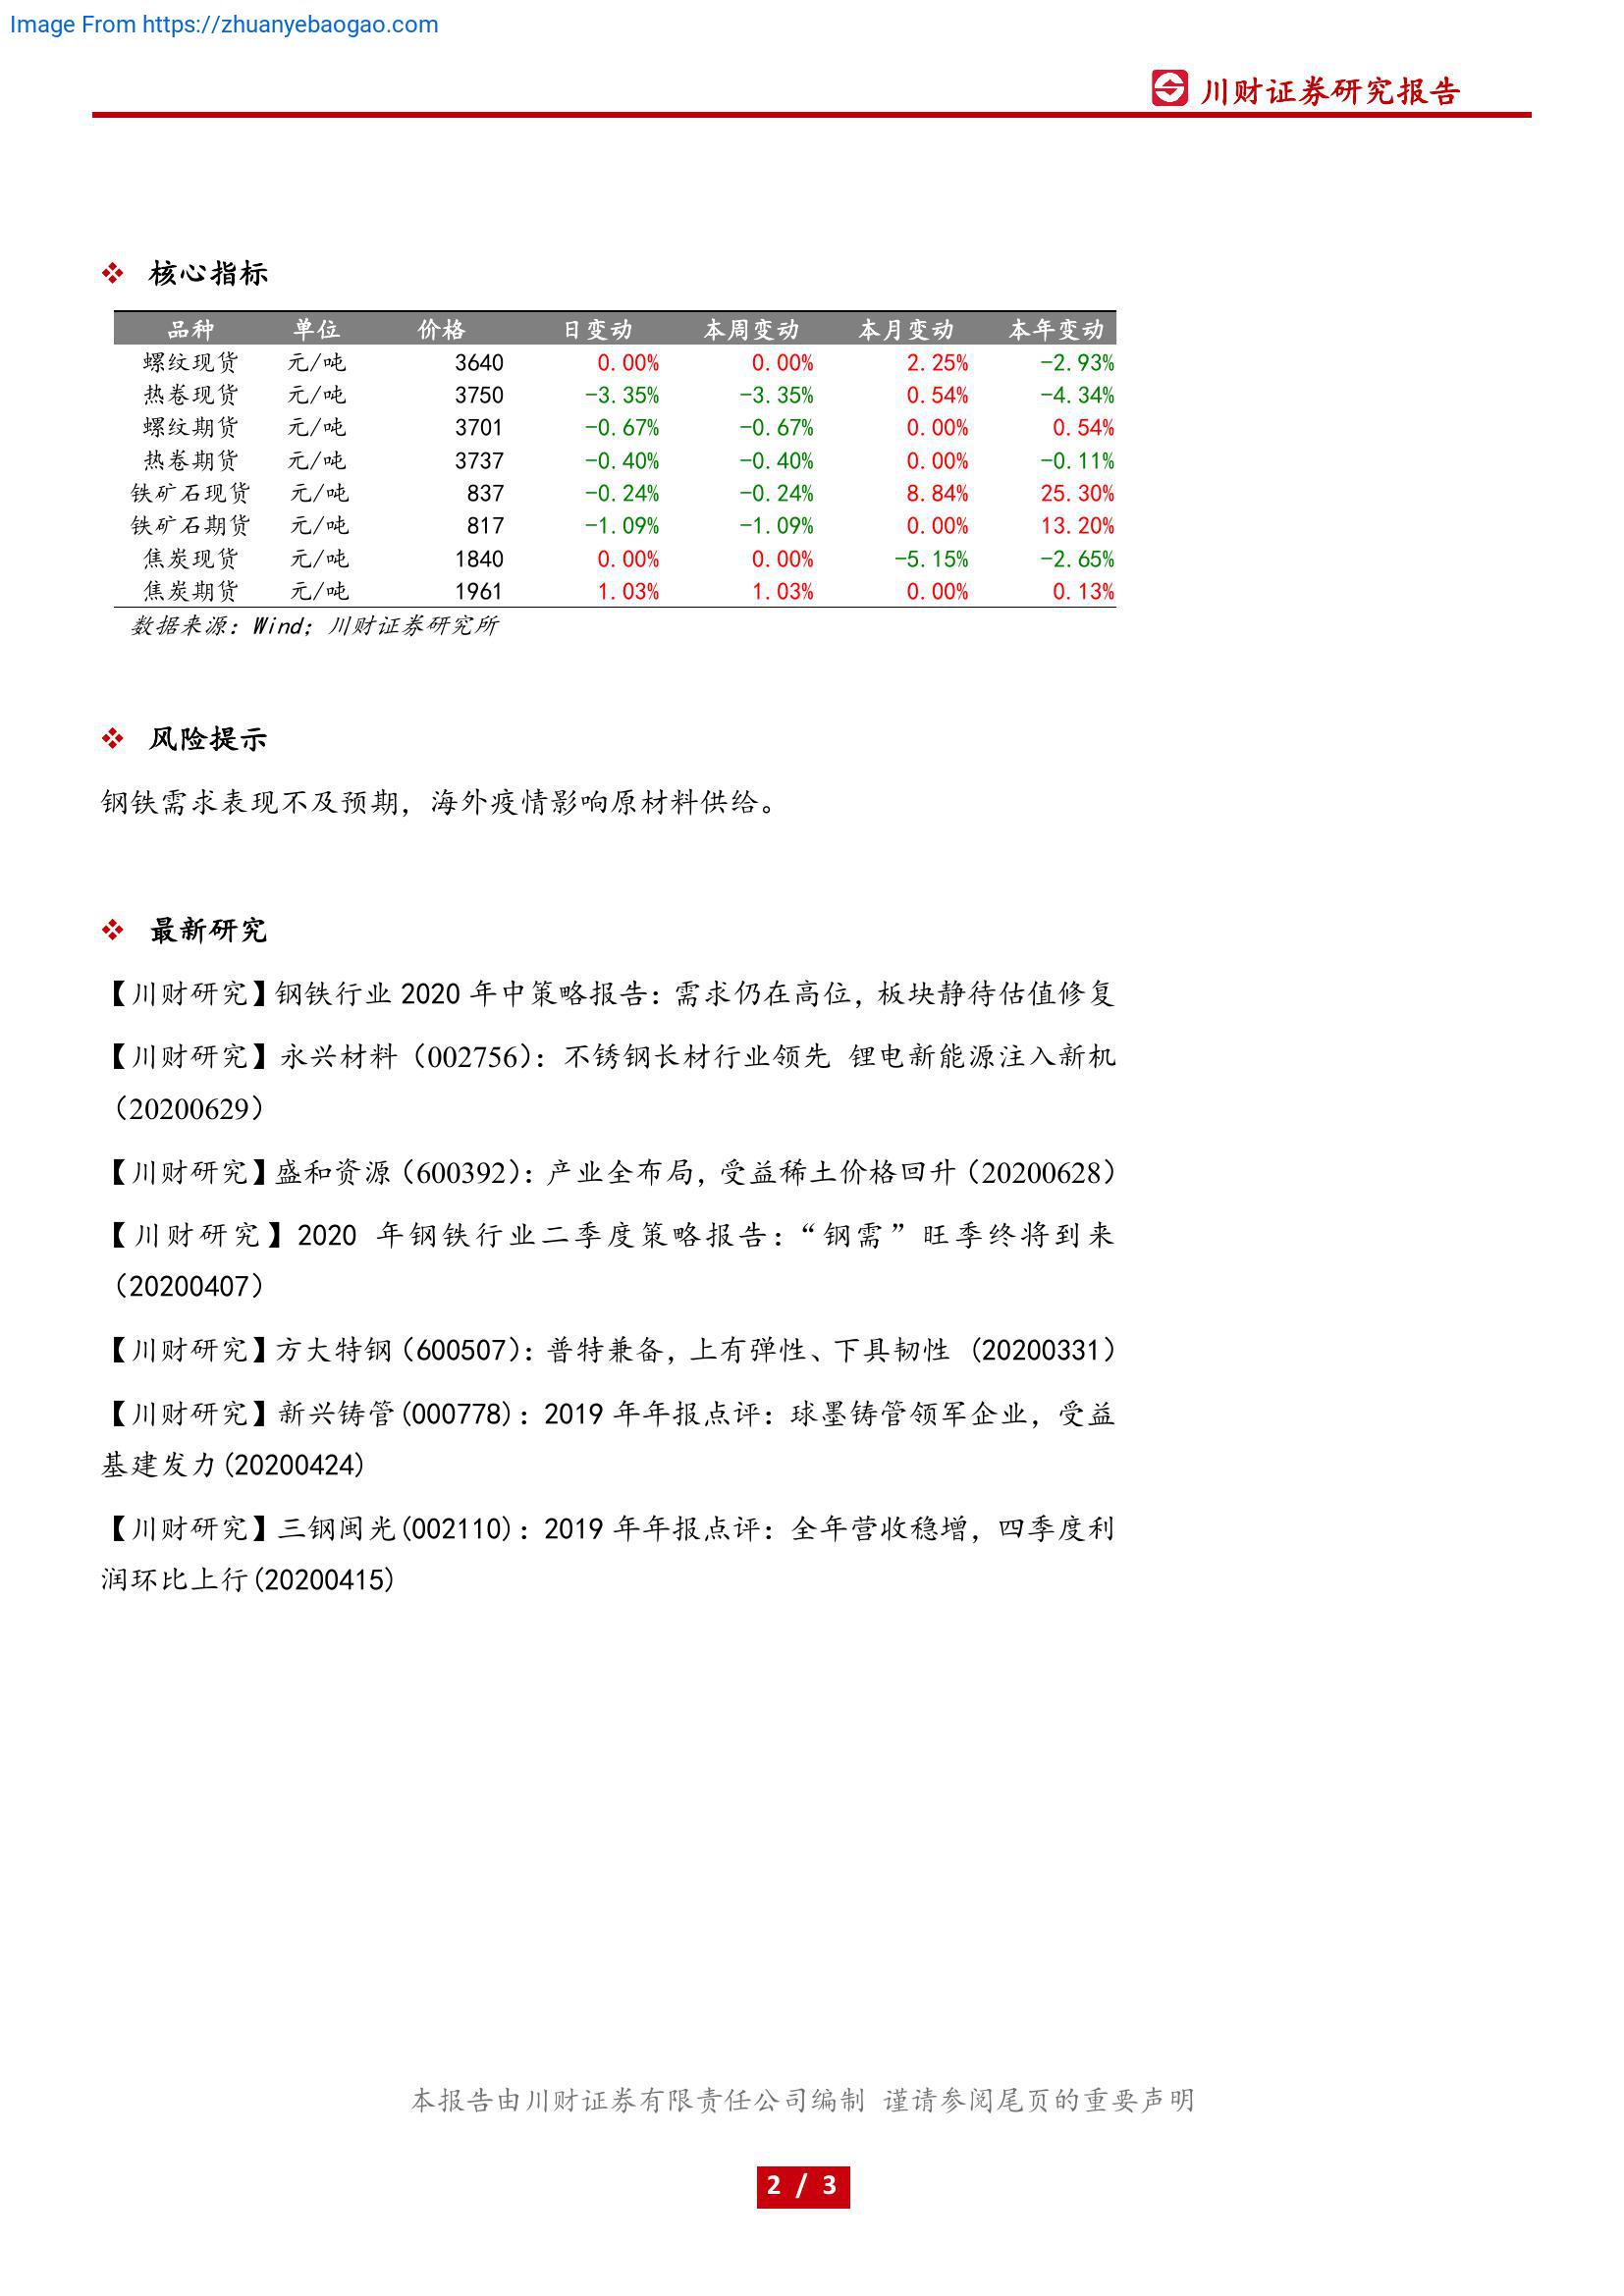 Image From https://zhuanyebaogao.com
川财证券研究报告
核心指标
品种 单位 价格 日变动 本周变动 本月变动 本年变动
螺纹现货 元/吨 3640 0.00% 0.00% 2.25% -2.93%
热卷现货 元/吨 3750 -3.35% -3.35% 0.54% -4.34%
螺纹期货 元/吨 3701 -0.67% -0.67% 0.00% 0.54%
热卷期货 元/吨 3737 -0.40% -0.40% 0.00% -0.11%
铁矿石现货 元/吨 837 -0.24% -0.24% 8.84% 25.30%
铁矿石期货 元/吨 817 -1.09% -1.09% 0.00% 13.20%
焦炭现货 元/吨 1840 0.00% 0.00% -5.15% -2.65%
焦炭期货 元/吨 1961 1.03% 1.03% 0.00% 0.13%
数据来源：Wind；川财证券研究所
风险提示
钢铁需求表现不及预期，海外疫情影响原材料供给。
最新研究
【川财研究】钢铁行业 2020 年中策略报告：需求仍在高位，板块静待估值修复
【川财研究】永兴材料（002756）：不锈钢长材行业领先 锂电新能源注入新机
（20200629）
【川财研究】盛和资源（600392）：产业全布局，受益稀土价格回升（20200628）
【川财研究】2020 年钢铁行业二季度策略报告：“钢需”旺季终将到来
（20200407）
【川财研究】方大特钢（600507）：普特兼备，上有弹性、下具韧性 (20200331）
【川财研究】新兴铸管(000778)：2019 年年报点评：球墨铸管领军企业，受益
基建发力(20200424)
【川财研究】三钢闽光(002110)：2019 年年报点评：全年营收稳增，四季度利
润环比上行(20200415)
本报告由川财证券有限责任公司编制 谨请参阅尾页的重要声明
2 / 3